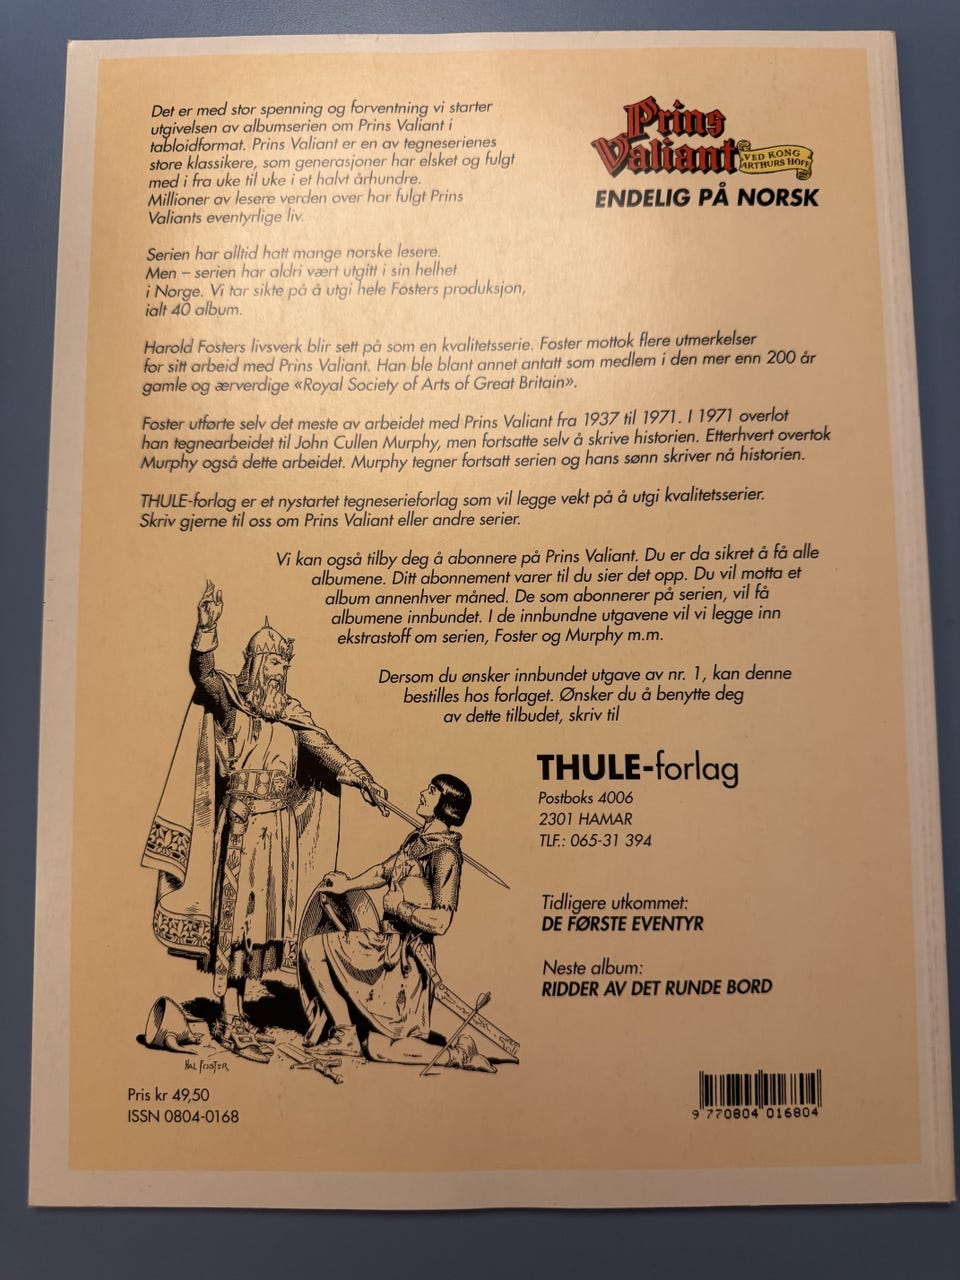 Det er med stor spenning og forventning vi starter
utgivelsen av albumserien om Prins Valiant i
tabloidformat. Prins Valiant er en av tegneserienes
store klassikere, som generasjoner har elsket og fulgt
med i fra uke til uke i et halvt århundre.
Millioner av lesere verden over har fulgt Prins
Valiants eventyrlige liv.
Prins
Valiant
VED KONG
ARTHURS HOFF
ENDELIG PÅ NORSK
Serien har alltid hatt mange norske lesere.
Men – serien har aldri vært utgitt i sin helhet
i Norge. Vi tar sikte på å utgi hele Fosters produksjon,
ialt 40 album.
Harold Fosters livsverk blir sett på som en kvalitetsserie. Foster mottok flere utmerkelser
for sitt arbeid med Prins Valiant. Han ble blant annet antatt som medlem i den mer enn 200 år
gamle og ærverdige «Royal Society of Arts of Great Britain».
Foster utførte selv det meste av arbeidet med Prins Valiant fra 1937 til 1971. I 1971 overlot
han tegnearbeidet til John Cullen Murphy, men fortsatte selv å skrive historien. Etterhvert overtok
Murphy også dette arbeidet. Murphy tegner fortsatt serien og hans sønn skriver nå historien.
THULE-forlag er et nystartet tegneserieforlag som vil legge vekt på å utgi kvalitetsserier.
Skriv gjerne til oss om Prins Valiant eller andre serier.
Vi kan også tilby deg å abonnere på Prins Valiant. Du er da sikret å få alle
albumene. Ditt abonnement varer til du sier det opp. Du vil motta et
album annenhver måned. De som abonnerer på serien, vil få
albumene innbundet. I de innbundne utgavene vil vi legge inn
ekstrastoff om serien, Foster og Murphy m.m.
Dersom du ønsker innbundet utgave av nr. 1, kan denne
bestilles hos forlaget. Ønsker du å benytte deg
av dette tilbudet, skriv til
THULE-forlag
Postboks 4006
2301 HAMAR
TLF.: 065-31 394
Tidligere utkommet:
DE FØRSTE EVENTYR
Neste album:
RIDDER AV DET RUNDE BORD
HAL FOSTER
Pris kr 49,50
ISSN 0804-0168
9 770804 016804